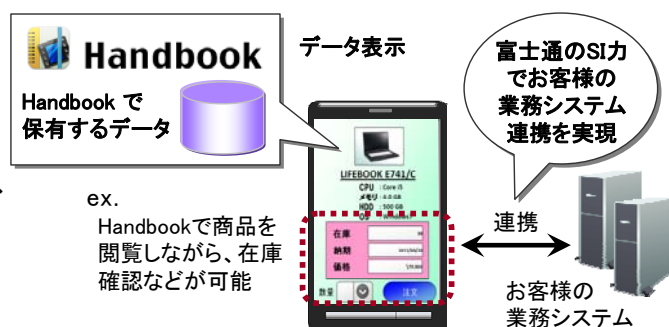 Handbook
データ表示
Handbook で
保有するデータ
富士通のSI力
でお客様の
業務システム
連携を実現
ex.
Handbookで商品を
閲覧しながら、在庫
確認などが可能
LIFEBOOK E741/C
CPU : Core i5
メモリ : 4.0 GB
HDD : 500 GB
OS
在庫
納期
価格
数量
注文
連携
お客様の
業務システム